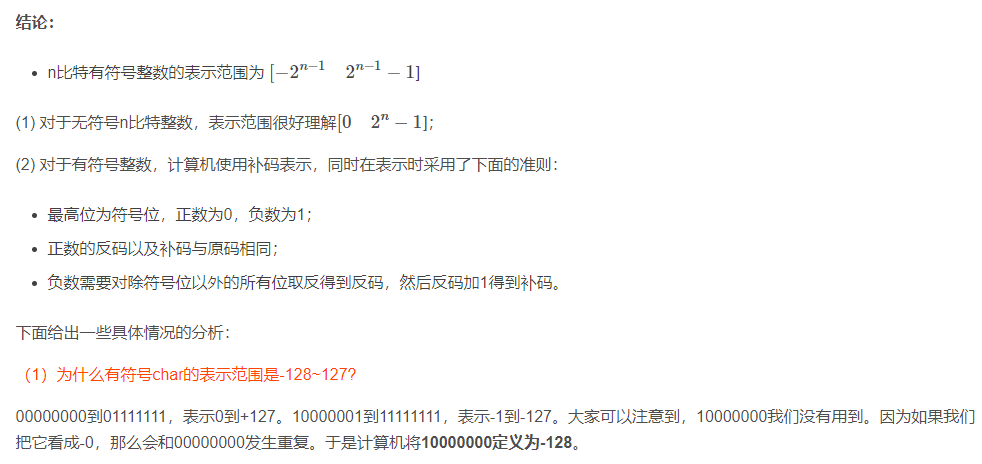 结论：
n比特有符号整数的表示范围为 [−2ⁿ⁻¹ 2ⁿ⁻¹ − 1]
(1) 对于无符号n比特整数，表示范围很好理解[0 2ⁿ − 1]；
(2) 对于有符号整数，计算机使用补码表示，同时在表示时采用了下面的准则：
最高位为符号位，正数为0，负数为1；
正数的反码以及补码与原码相同；
负数需要对除符号位以外的所有位取反得到反码，然后反码加1得到补码。
下面给出一些具体情况的分析：
（1）为什么有符号char的表示范围是-128~127?
00000000到01111111，表示0到+127。10000001到11111111，表示-1到-127。大家可以注意到，10000000我们没有用到。因为如果我们
把它看成-0，那么会和00000000发生重复。于是计算机将10000000定义为-128。